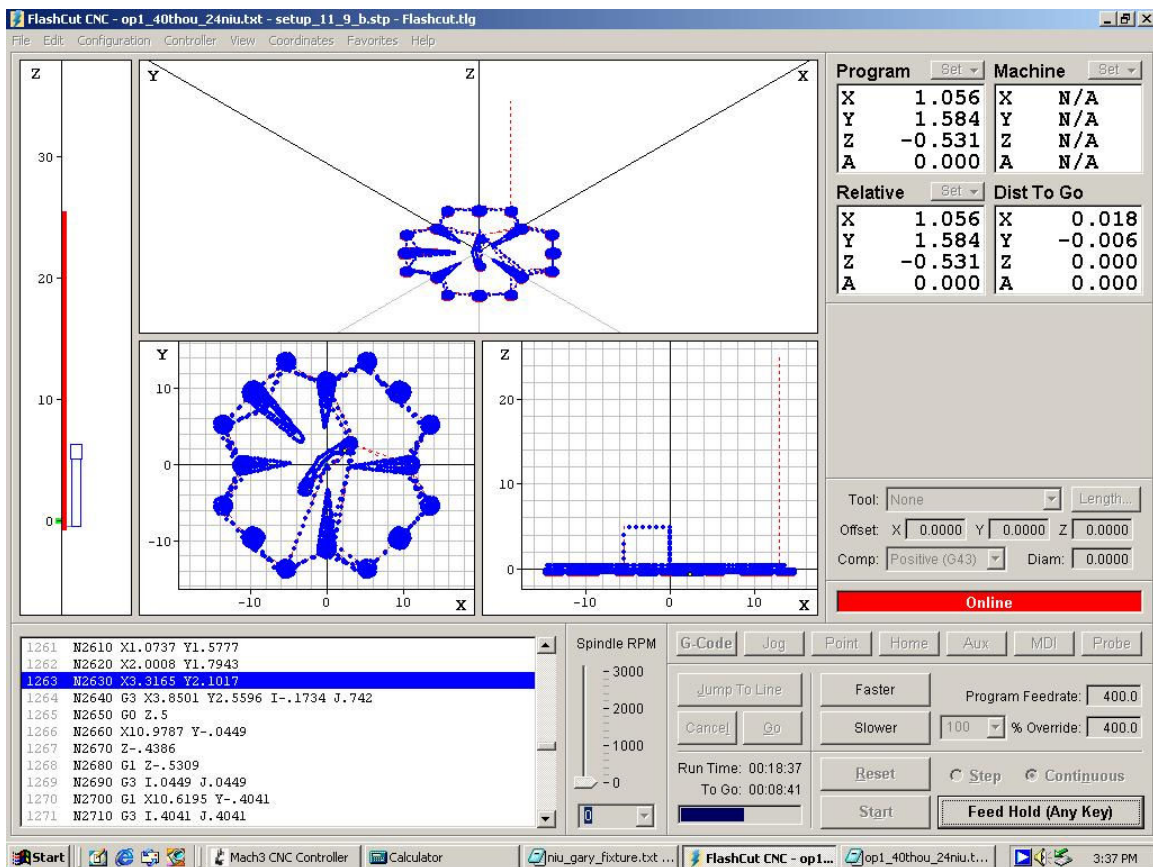 FlashCut CNC - op1_40thou_24niu.txt - setup_11_9_b.stp - Flashcut.tlg
File Edit Configuration Controller View Coordinates Favorites Help
Z
30
20
10
0
Y Z X
Y
10
0
-10
-10 0 10 X
Z
20
10
0
-10 0 10 X
Program Set
X 1.056
Y 1.584
Z -0.531
A 0.000
Machine Set
X N/A
Y N/A
Z N/A
A N/A
Relative Set
X 1.056
Y 1.584
Z -0.531
A 0.000
Dist To Go
X 0.018
Y -0.006
Z 0.000
A 0.000
Tool: None Length...
Offset: X 0.0000 Y 0.0000 Z 0.0000
Comp: Positive (G43) Diam: 0.0000
Online
1261 N2610 X1.0737 Y1.5777
1262 N2620 X2.0008 Y1.7943
1263 N2630 X3.3165 Y2.1017
1264 N2640 G3 X3.8501 Y2.5596 I-.1734 J.742
1265 N2650 G0 Z.5
1266 N2660 X10.9787 Y-.0449
1267 N2670 Z-.4386
1268 N2680 G1 Z-.5309
1269 N2690 G3 I.0449 J.0449
1270 N2700 G1 X10.6195 Y-.4041
1271 N2710 G3 I.4041 J.4041
Spindle RPM
3000
2000
1000
0
0
G-Code Jog Point Home Aux MDI Probe
Jump To Line
Cancel Go
Run Time: 00:18:37
To Go: 00:08:41
Faster
Slower
Program Feedrate: 400.0
100 % Override: 400.0
Reset
Step Continuous
Start
Feed Hold (Any Key)
Start Mach3 CNC Controller Calculator niu_gary_fixture.txt ... FlashCut CNC - op1... op1_40thou_24niu.t... 3:37 PM